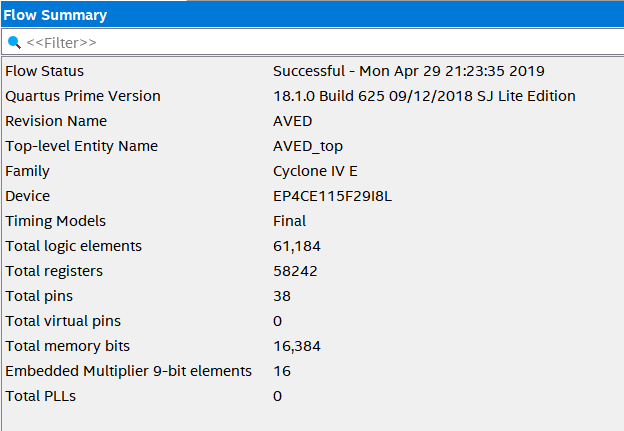 Flow Summary
<<Filter>>
Flow Status Successful - Mon Apr 29 21:23:35 2019
Quartus Prime Version 18.1.0 Build 625 09/12/2018 SJ Lite Edition
Revision Name AVED
Top-level Entity Name AVED_top
Family Cyclone IV E
Device EP4CE115F29I8L
Timing Models Final
Total logic elements 61,184
Total registers 58242
Total pins 38
Total virtual pins 0
Total memory bits 16,384
Embedded Multiplier 9-bit elements 16
Total PLLs 0